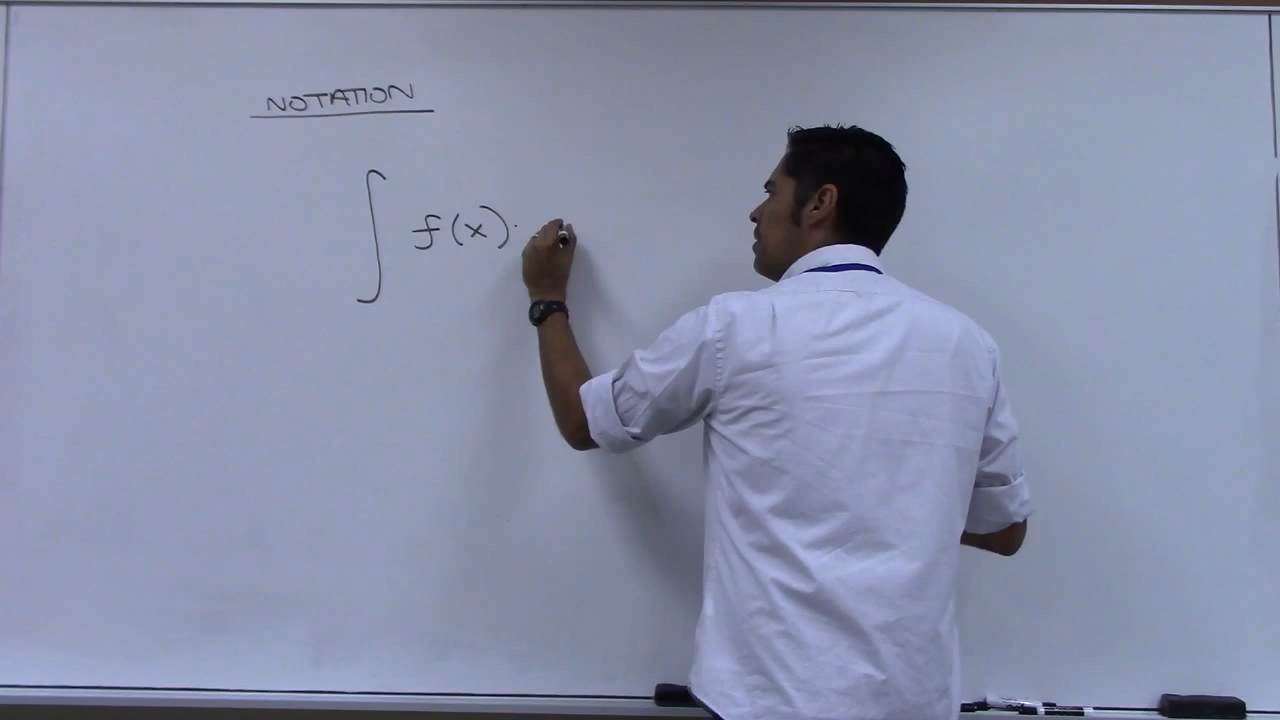 NOTATION
∫ f(x) ·